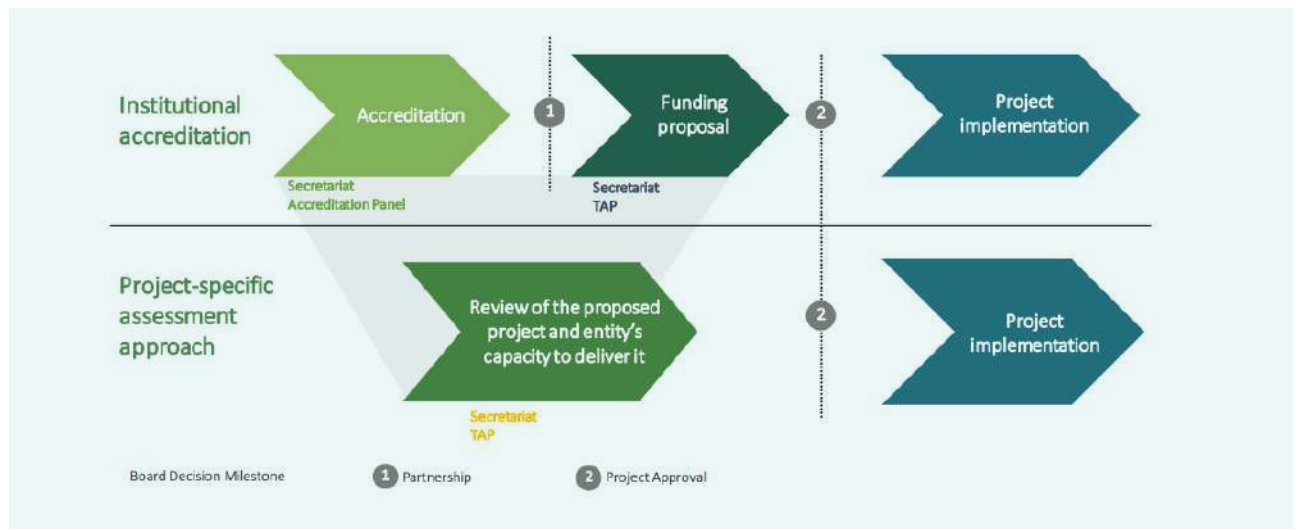 Institutional
accreditation
Accreditation
1
Funding
proposal
2
Project
implementation
Secretariat
Accreditation Panel
Secretariat
TAP
Project-specific
assessment
approach
Review of the proposed
project and entity's
capacity to deliver it
2
Project
implementation
Secretariat
TAP
Board Decision Milestone
1 Partnership
2 Project Approval